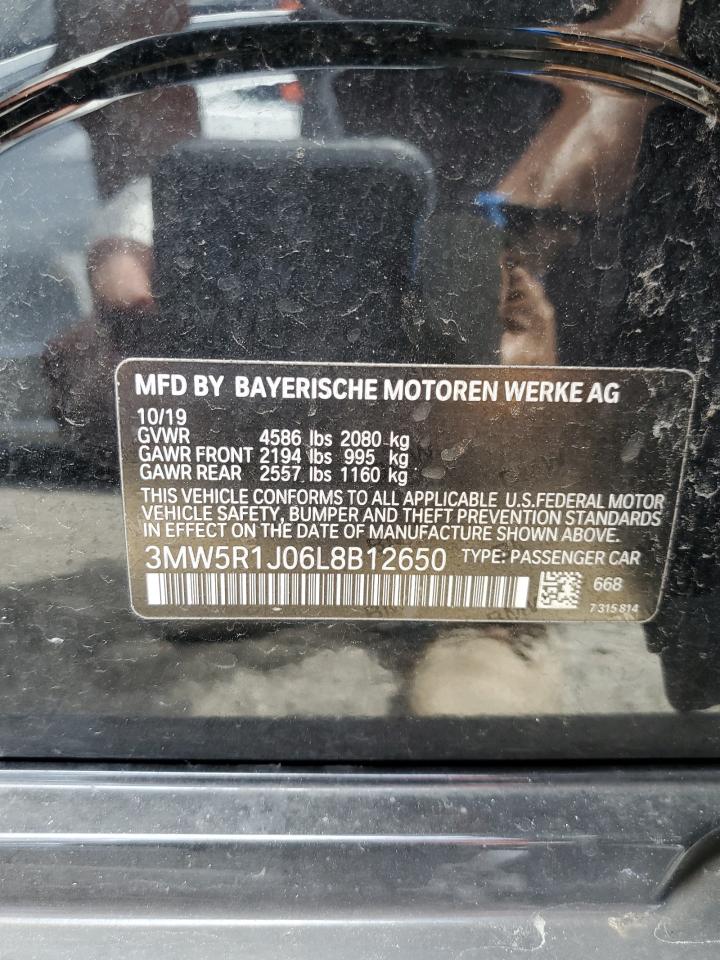 MFD BY BAYERISCHE MOTOREN WERKE AG
10/19
GVWR 4586 lbs 2080 kg
GAWR FRONT 2194 lbs 995 kg
GAWR REAR 2557 lbs 1160 kg
THIS VEHICLE CONFORMS TO ALL APPLICABLE U.S.FEDERAL MOTOR
VEHICLE SAFETY, BUMPER AND THEFT PREVENTION STANDARDS
IN EFFECT ON THE DATE OF MANUFACTURE SHOWN ABOVE.
3MW5R1J06L8B12650 TYPE: PASSENGER CAR
668
7 315 814